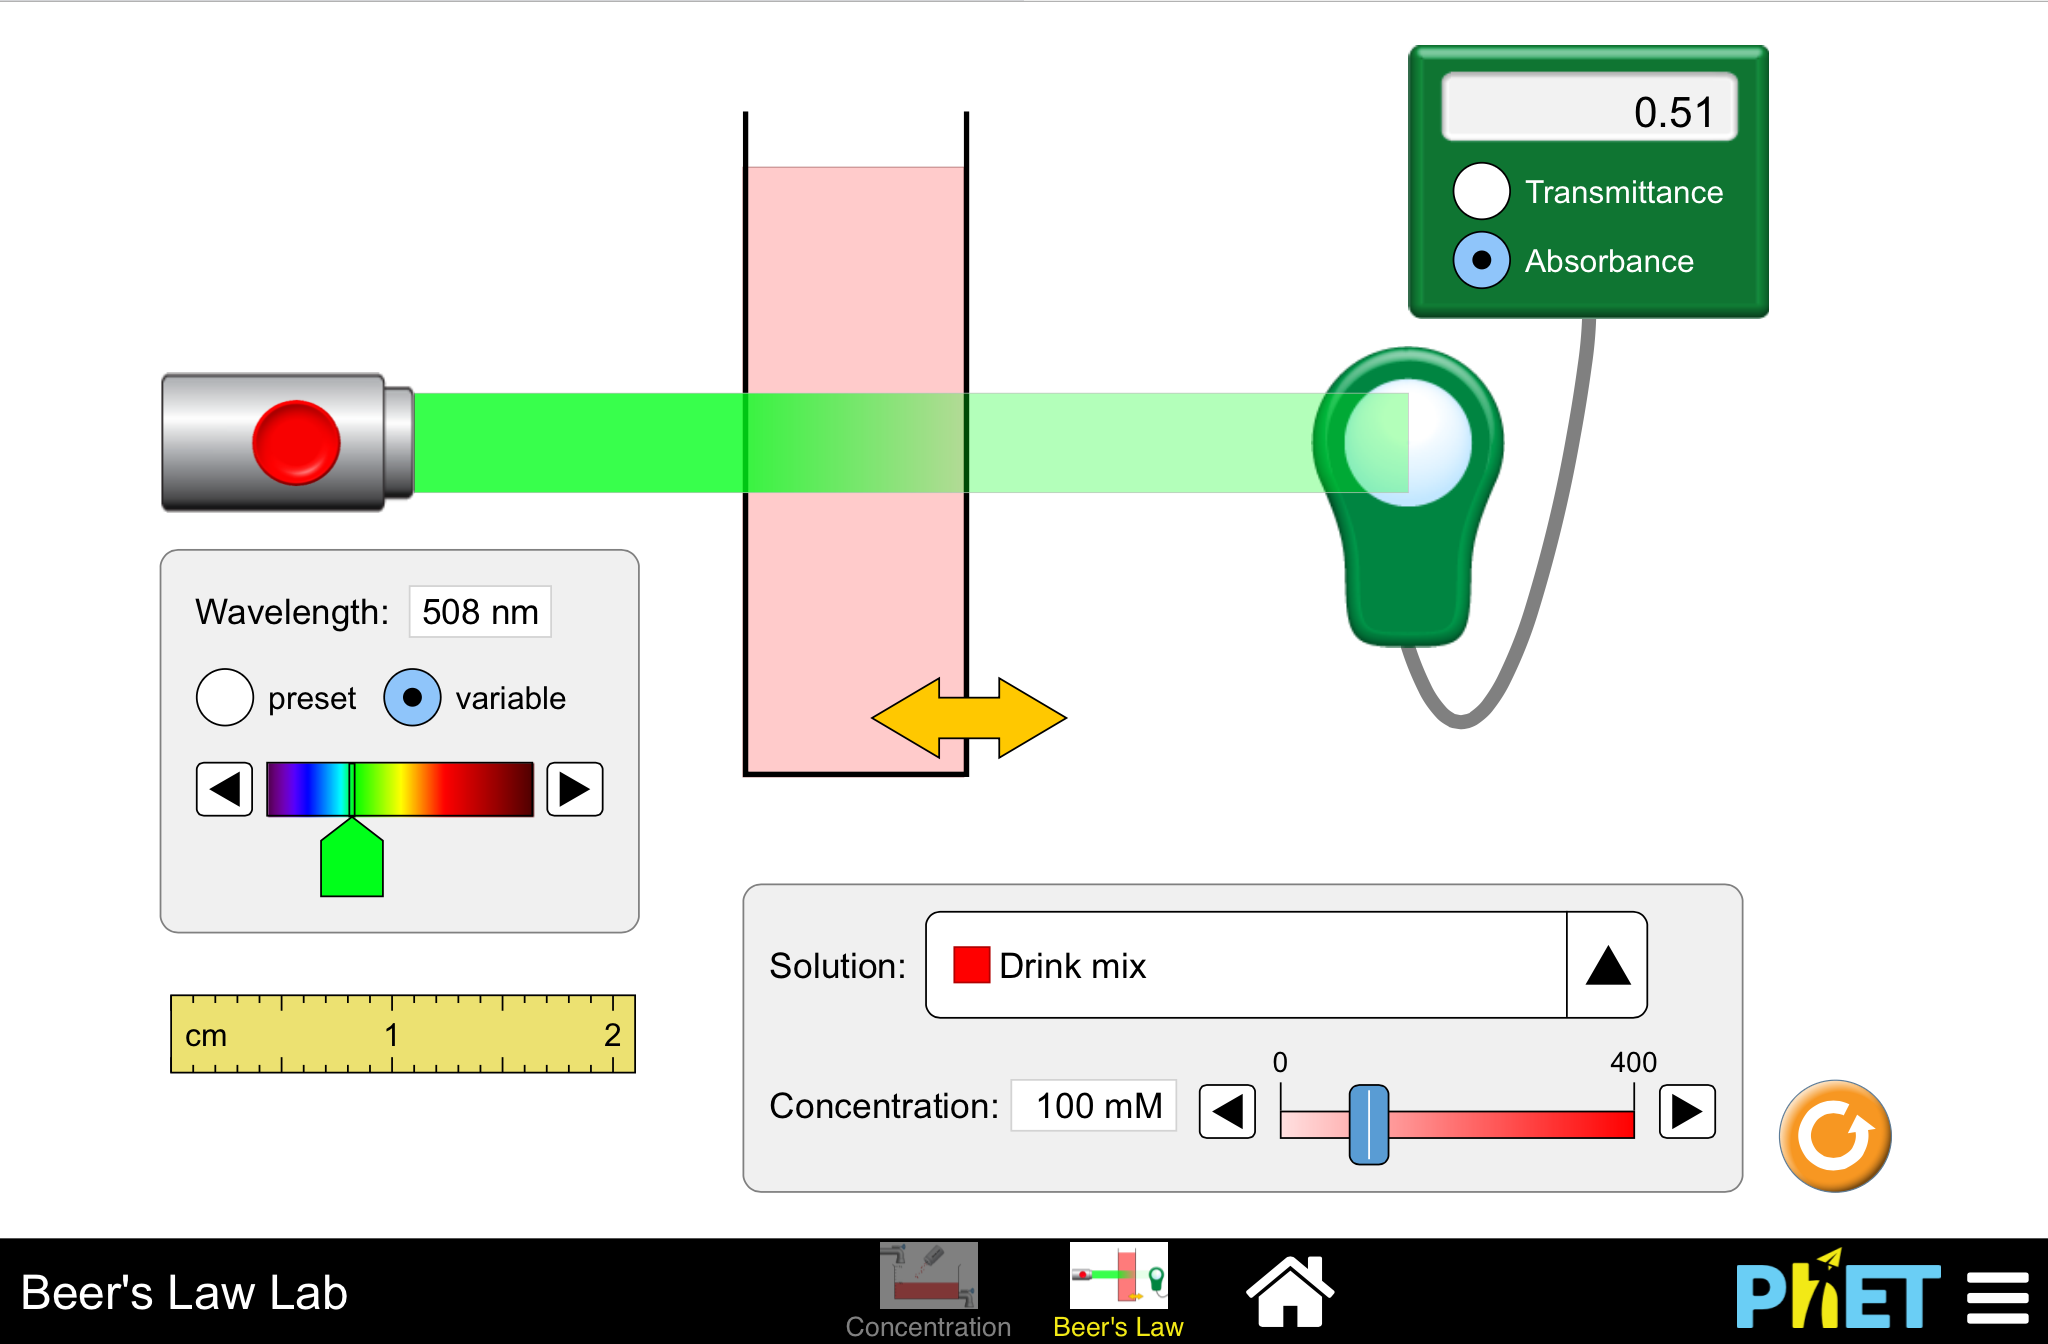 0.51
Transmittance
Absorbance
Wavelength: 508 nm
preset variable
cm 1 2
Solution: Drink mix
0 400
Concentration: 100 mM
Beer's Law Lab
Concentration
Beer's Law
PhET